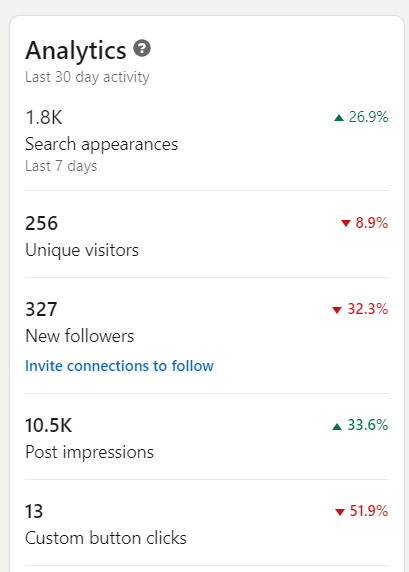 Analytics ?
Last 30 day activity
1.8K ▲ 26.9%
Search appearances
Last 7 days
256 ▼ 8.9%
Unique visitors
327 ▼ 32.3%
New followers
Invite connections to follow
10.5K ▲ 33.6%
Post impressions
13 ▼ 51.9%
Custom button clicks